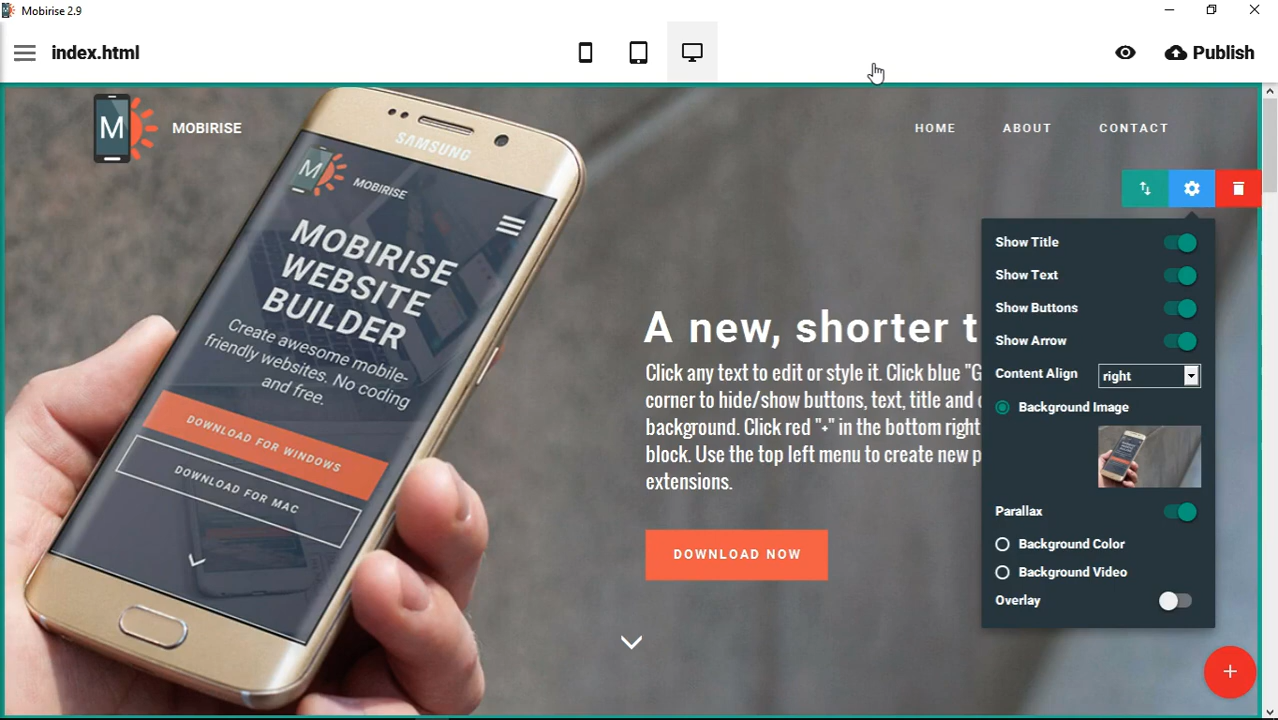 Mobirise 2.9
index.html
Publish
M
MOBIRISE
HOME
ABOUT
CONTACT
SAMSUNG
M
MOBIRISE
MOBIRISE
WEBSITE
BUILDER
Create awesome mobile-
friendly websites. No coding
and free.
DOWNLOAD FOR WINDOWS
DOWNLOAD FOR MAC
A new, shorter t
Click any text to edit or style it. Click blue "G
corner to hide/show buttons, text, title and c
background. Click red "+" in the bottom right
block. Use the top left menu to create new p
extensions.
DOWNLOAD NOW
Show Title
Show Text
Show Buttons
Show Arrow
Content Align
right
Background Image
Parallax
Background Color
Background Video
Overlay
+